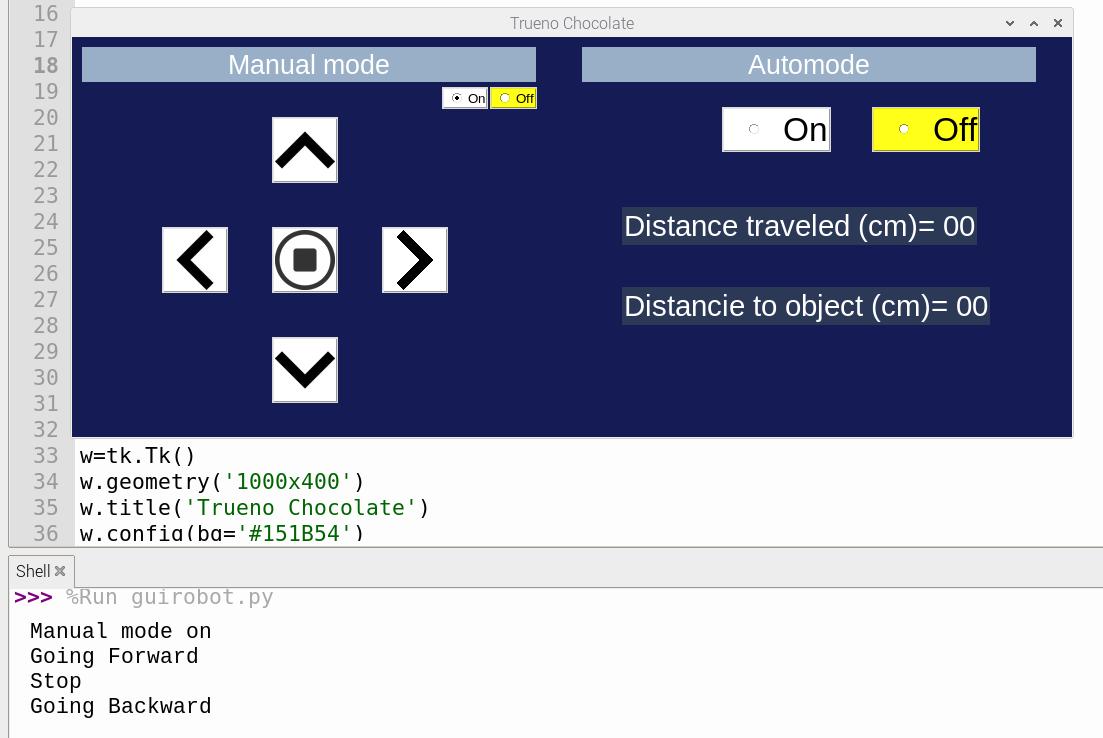 16
Trueno Chocolate
17
Manual mode
Automode
18
19
On
Off
On
Off
20
21
22
23
24
Distance traveled (cm)= 00
25
26
27
Distancie to object (cm)= 00
28
29
30
31
32
33 w=tk.Tk()
34 w.geometry('1000x400')
35 w.title('Trueno Chocolate')
36 w.config(bg='#151B54')
Shell
>>> %Run guirobot.py
Manual mode on
Going Forward
Stop
Going Backward